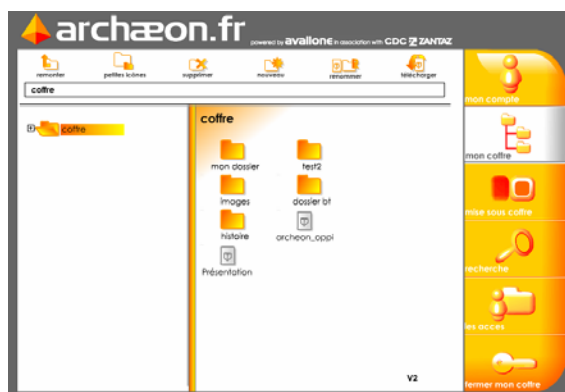 archæon.fr
powered by avallone in association with CDC ZANTAZ
remonter petites icônes supprimer nouveau renommer télécharger
coffre
coffre
coffre
mon dossier test2
images dossier bt
histoire archeon_appi
Présentation
V2
mon compte
mon coffre
mise sous coffre
recherche
les accès
fermer mon coffre